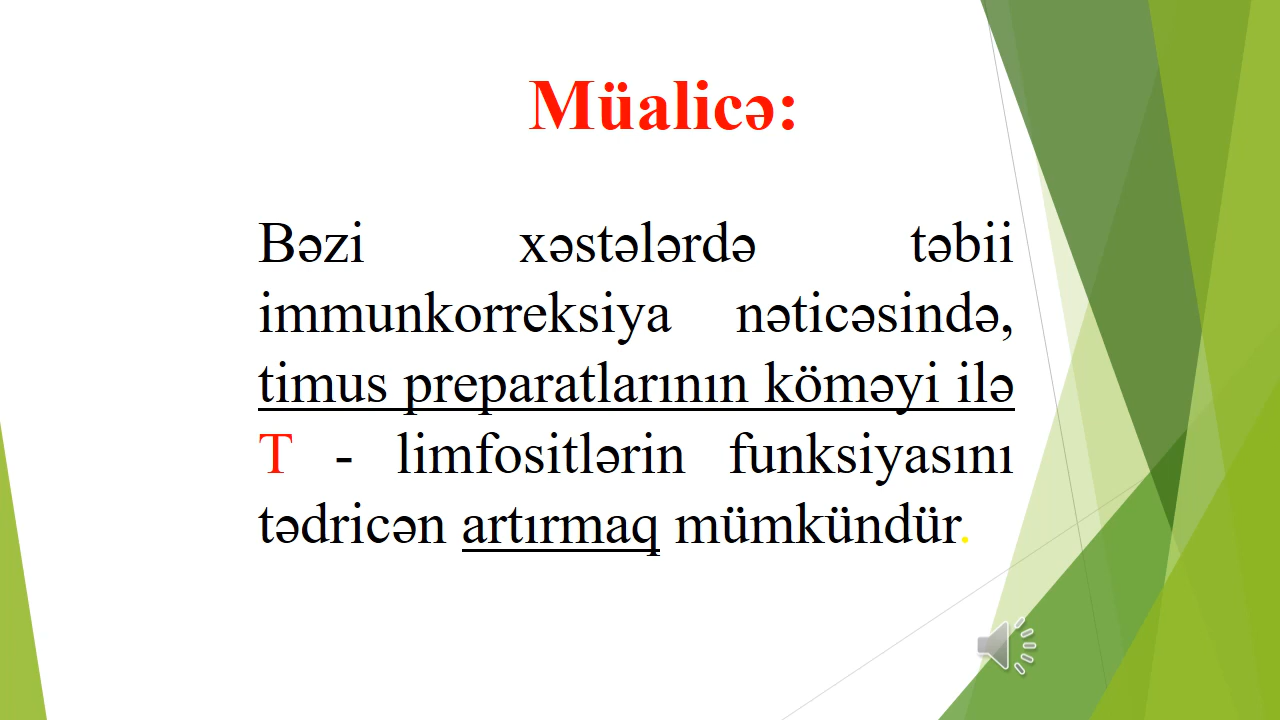 Müalicə:
Bəzi xəstələrdə təbii
immunkorreksiya nəticəsində,
timus preparatlarının köməyi ilə
T - limfositlərin funksiyasını
tədricən artırmaq mümkündür.